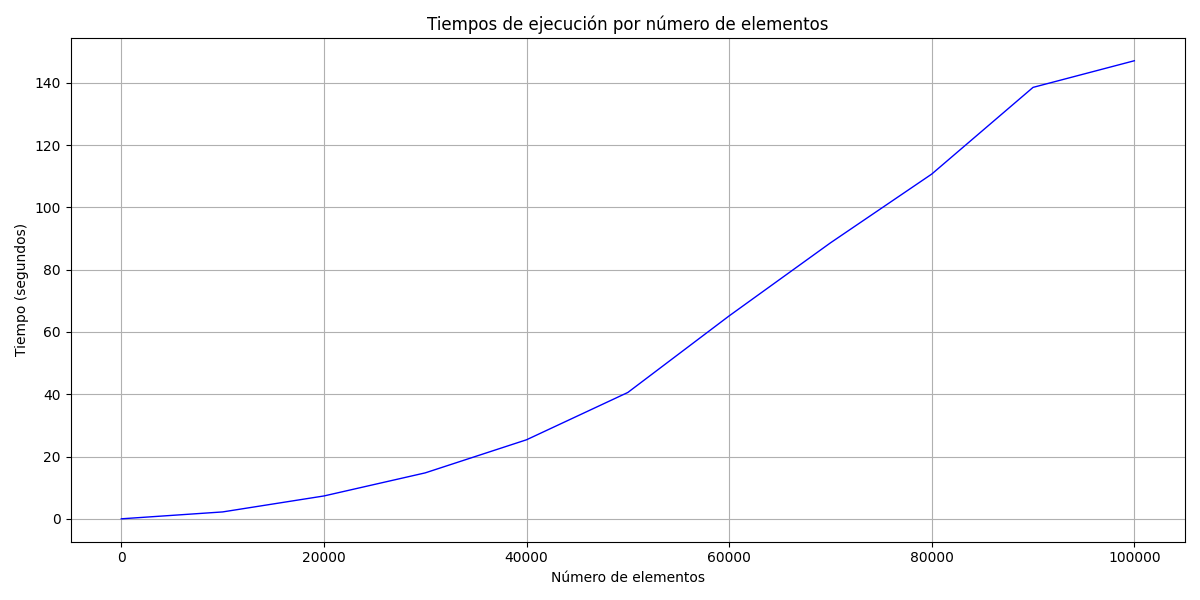 Tiempos de ejecución por número de elementos
Tiempo (segundos)
140
120
100
80
60
40
20
0
0 20000 40000 60000 80000 100000
Número de elementos